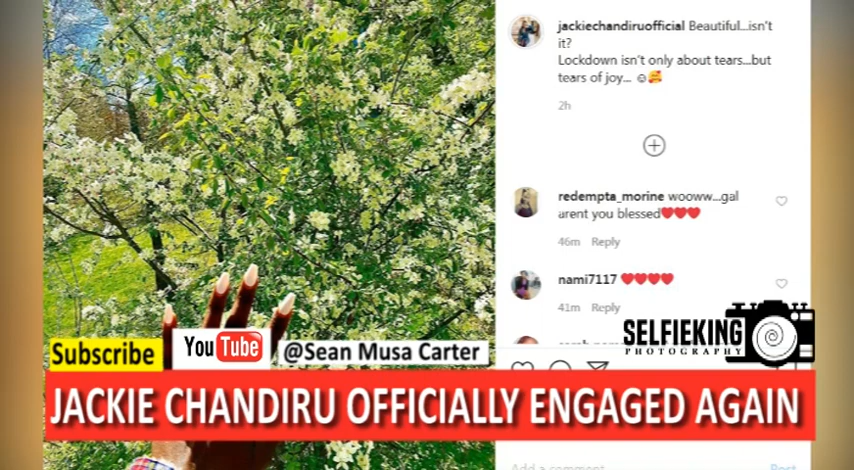 jackiechandiruofficial Beautiful...isn't
it?
Lockdown isn't only about tears...but
tears of joy...
2h
redempta_morine wooww...gal
arent you blessed
46m Reply
nami7117
41m Reply
SELFIEKING
PHOTOGRAPHY
Subscribe
YouTube
@Sean Musa Carter
JACKIE CHANDIRU OFFICIALLY ENGAGED AGAIN
Add a comment
Post